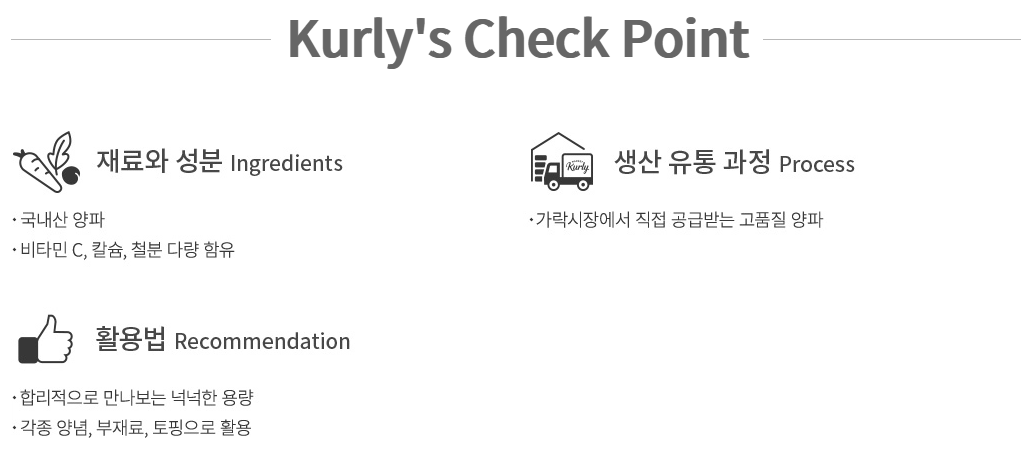 Kurly's Check Point
재료와 성분 Ingredients
· 국내산 양파
· 비타민 C, 칼슘, 철분 다량 함유
Kurly
생산 유통 과정 Process
· 가락시장에서 직접 공급받는 고품질 양파
활용법 Recommendation
· 합리적으로 만나보는 넉넉한 용량
· 각종 양념, 부재료, 토핑으로 활용